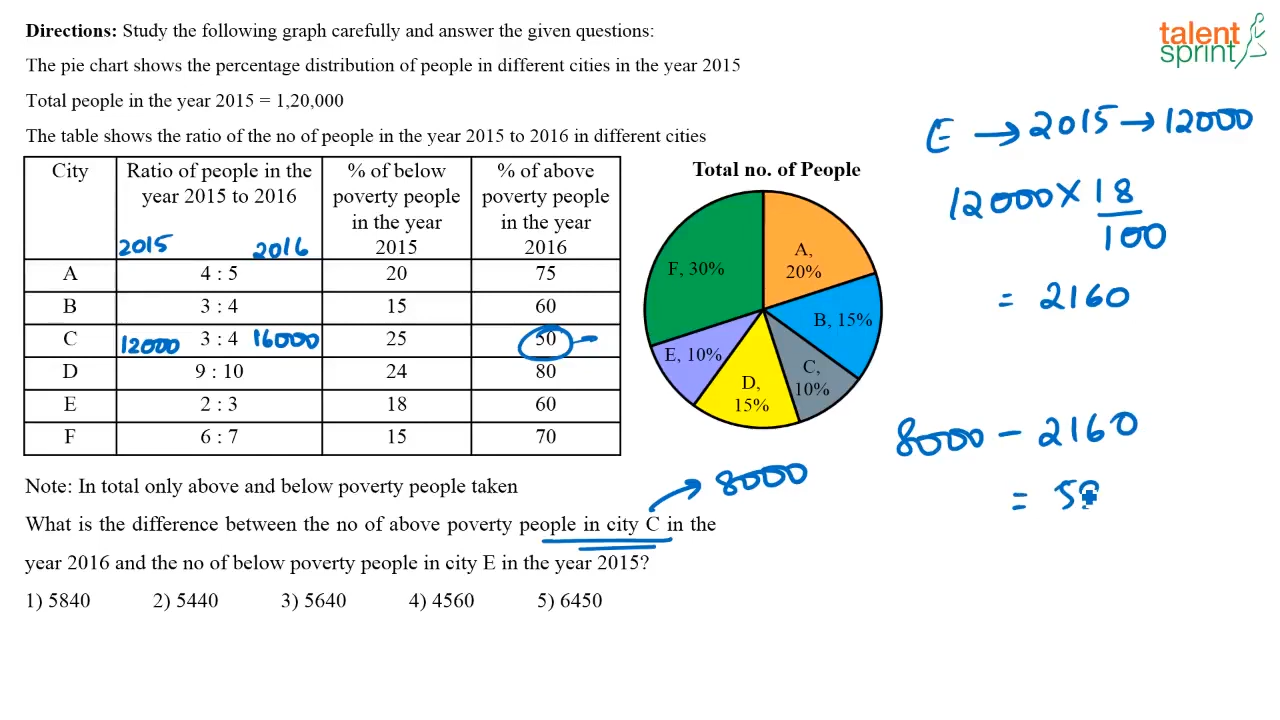 Directions: Study the following graph carefully and answer the given questions:
talent
sprint
The pie chart shows the percentage distribution of people in different cities in the year 2015
Total people in the year 2015 = 1,20,000
The table shows the ratio of the no of people in the year 2015 to 2016 in different cities
City Ratio of people in the year 2015 to 2016 % of below poverty people in the year 2015 % of above poverty people in the year 2016
2015 2016
A 4 : 5 20 75
B 3 : 4 15 60
C 12000 3 : 4 16000 25 50
D 9 : 10 24 80
E 2 : 3 18 60
F 6 : 7 15 70
Total no. of People
F, 30%
A, 20%
B, 15%
E, 10%
C, 10%
D, 15%
E → 2015 → 12000
12000 × 18/100
= 2160
8000 – 2160
= 58
Note: In total only above and below poverty people taken
8000
What is the difference between the no of above poverty people in city C in the
year 2016 and the no of below poverty people in city E in the year 2015?
1) 5840 2) 5440 3) 5640 4) 4560 5) 6450